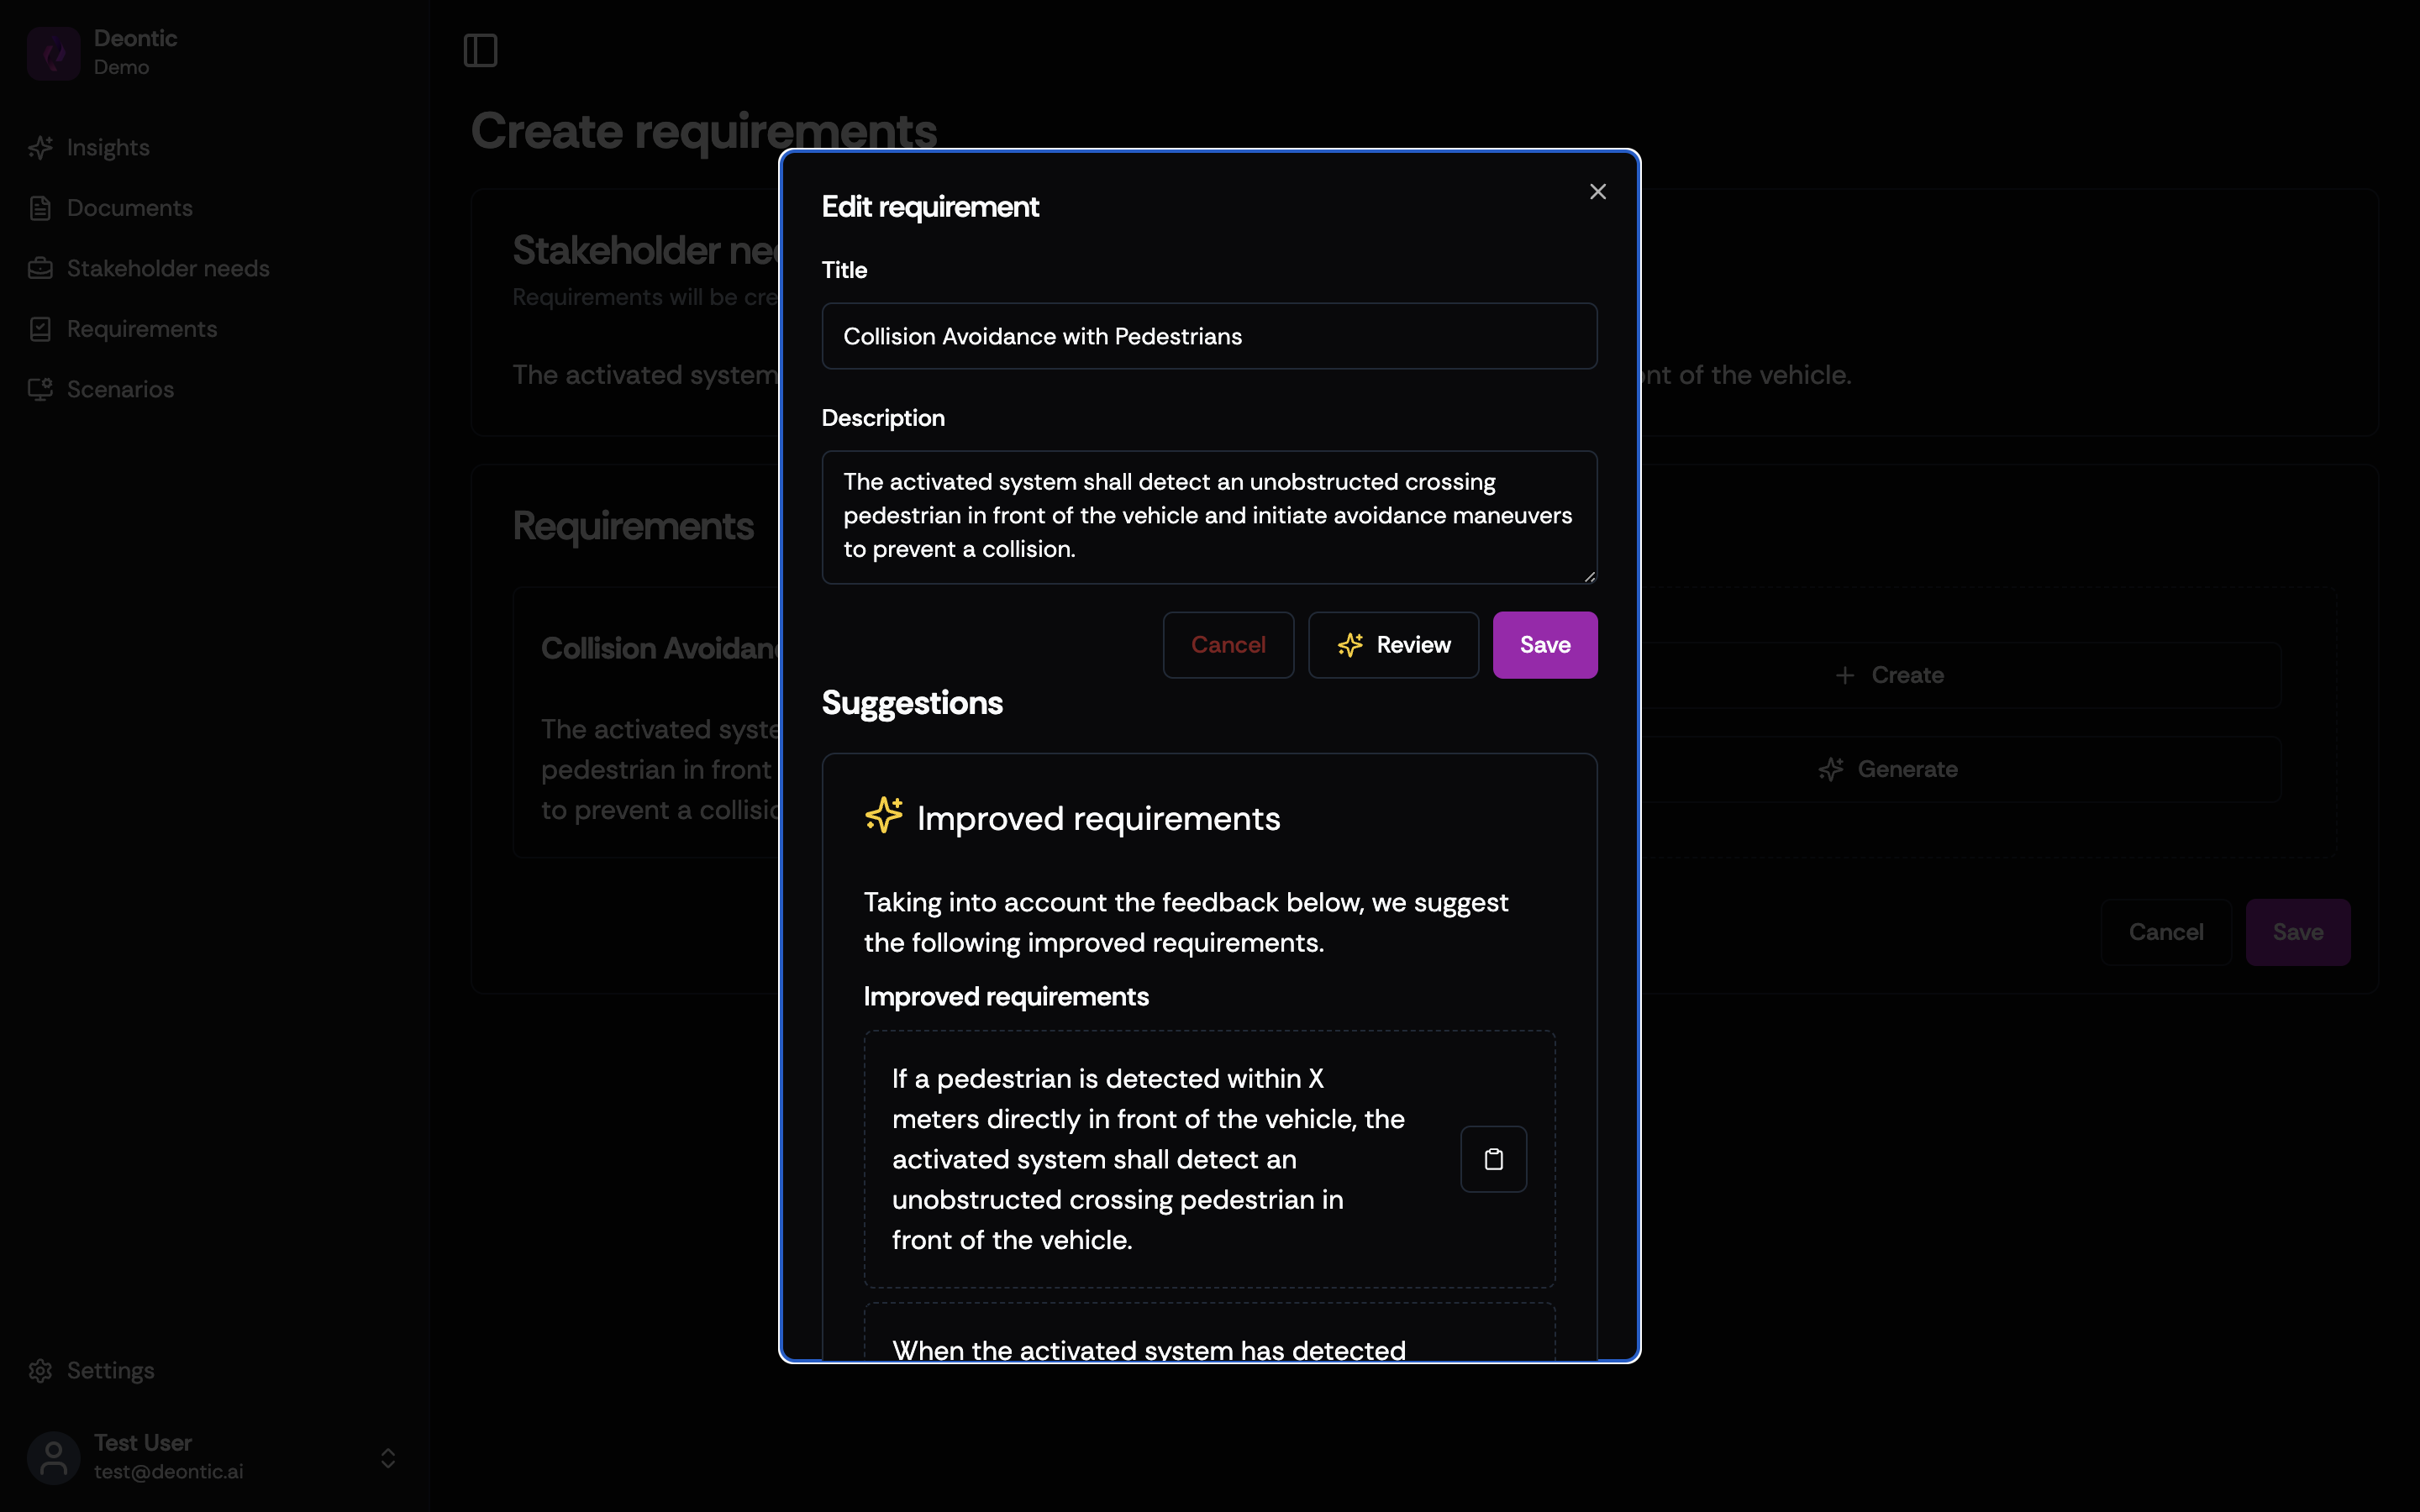 Deontic
Demo
Insights
Documents
Stakeholder needs
Requirements
Scenarios
Settings
Test User
test@deontic.ai
Create requirements
Stakeholder nee
Requirements will be cre
The activated system
nt of the vehicle.
Requirements
Collision Avoidan
The activated syste
pedestrian in front
to prevent a collisio
Create
Generate
Cancel
Save
Edit requirement
Title
Collision Avoidance with Pedestrians
Description
The activated system shall detect an unobstructed crossing
pedestrian in front of the vehicle and initiate avoidance maneuvers
to prevent a collision.
Cancel
Review
Save
Suggestions
Improved requirements
Taking into account the feedback below, we suggest
the following improved requirements.
Improved requirements
If a pedestrian is detected within X
meters directly in front of the vehicle, the
activated system shall detect an
unobstructed crossing pedestrian in
front of the vehicle.
When the activated system has detected